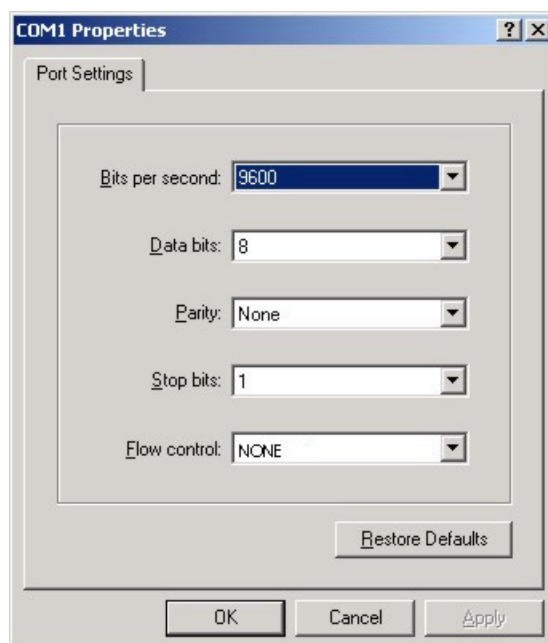 COM1 Properties
Port Settings
Bits per second: 9600
Data bits: 8
Parity: None
Stop bits: 1
Flow control: NONE
Restore Defaults
OK Cancel Apply